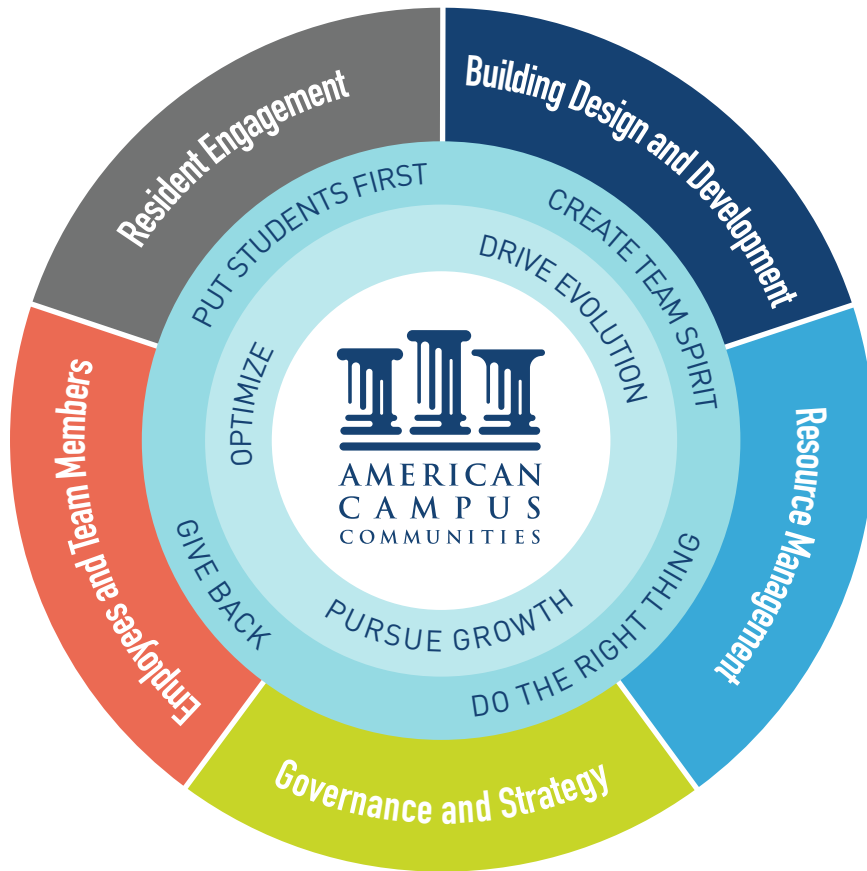 Resident Engagement
Building Design and Development
Resource Management
Governance and Strategy
Employees and Team Members
PUT STUDENTS FIRST
CREATE TEAM SPIRIT
DO THE RIGHT THING
GIVE BACK
OPTIMIZE
DRIVE EVOLUTION
PURSUE GROWTH
AMERICAN
CAMPUS
COMMUNITIES